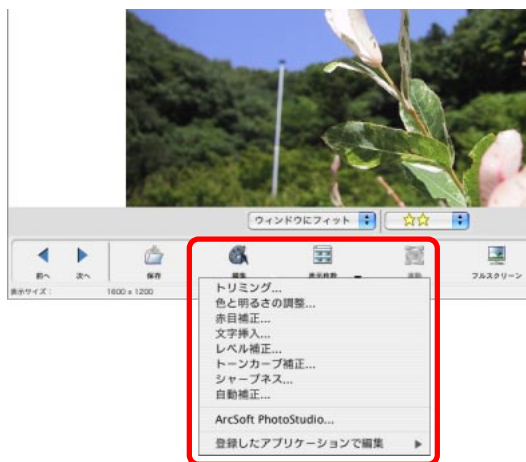 ウィンドウにフィット
前へ
次へ
保存
編集
表示枚数
連動
フルスクリーン
表示サイズ： 1600 x 1200
トリミング...
色と明るさの調整...
赤目補正...
文字挿入...
レベル補正...
トーンカーブ補正...
シャープネス...
自動補正...
ArcSoft PhotoStudio...
登録したアプリケーションで編集